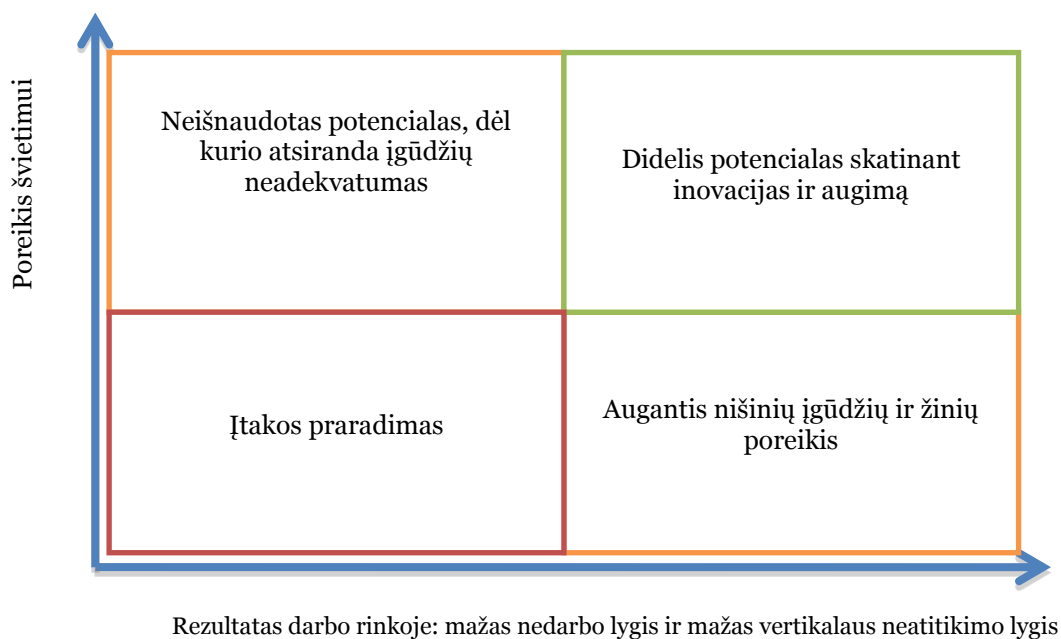 Poreikis švietimui
Neišnaudotas potencialas, dėl
kurio atsiranda įgūdžių
neadekvatumas
Didelis potencialas skatinant
inovacijas ir augimą
Įtakos praradimas
Augantis nišinių įgūdžių ir žinių
poreikis
Rezultatas darbo rinkoje: mažas nedarbo lygis ir mažas vertikalaus neatitikimo lygis